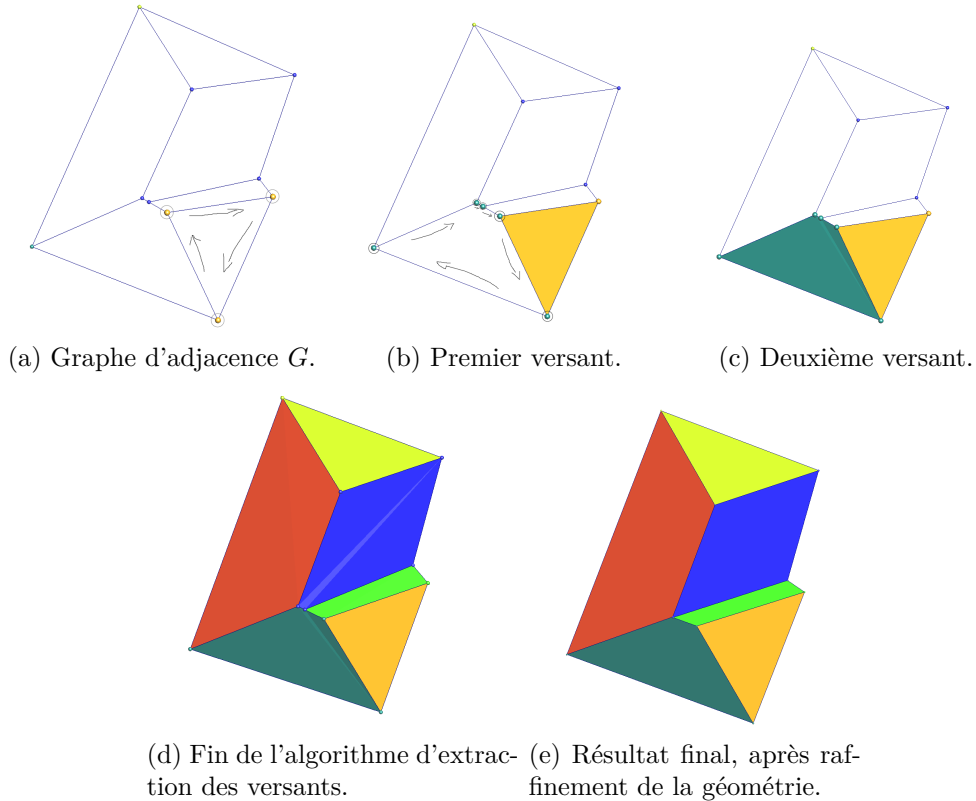 (a) Graphe d'adjacence G.
(b) Premier versant.
(c) Deuxième versant.
(d) Fin de l'algorithme d'extrac-
tion des versants.
(e) Résultat final, après raf-
finement de la géométrie.